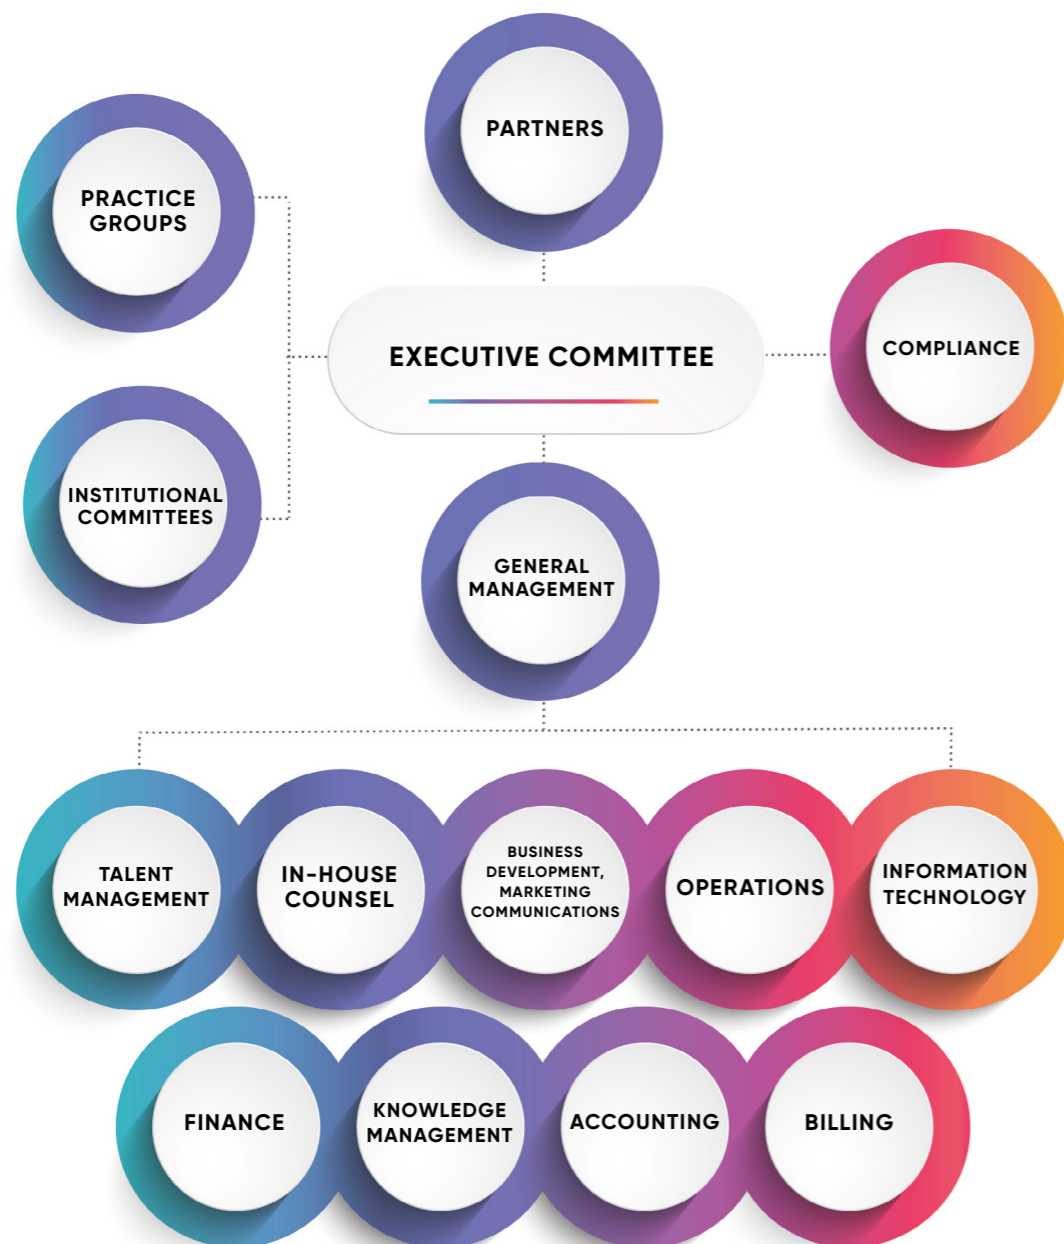 PARTNERS
PRACTICE
GROUPS
EXECUTIVE COMMITTEE
COMPLIANCE
INSTITUTIONAL
COMMITTEES
GENERAL
MANAGEMENT
TALENT
MANAGEMENT
IN-HOUSE
COUNSEL
BUSINESS
DEVELOPMENT,
MARKETING
COMMUNICATIONS
OPERATIONS
INFORMATION
TECHNOLOGY
FINANCE
KNOWLEDGE
MANAGEMENT
ACCOUNTING
BILLING